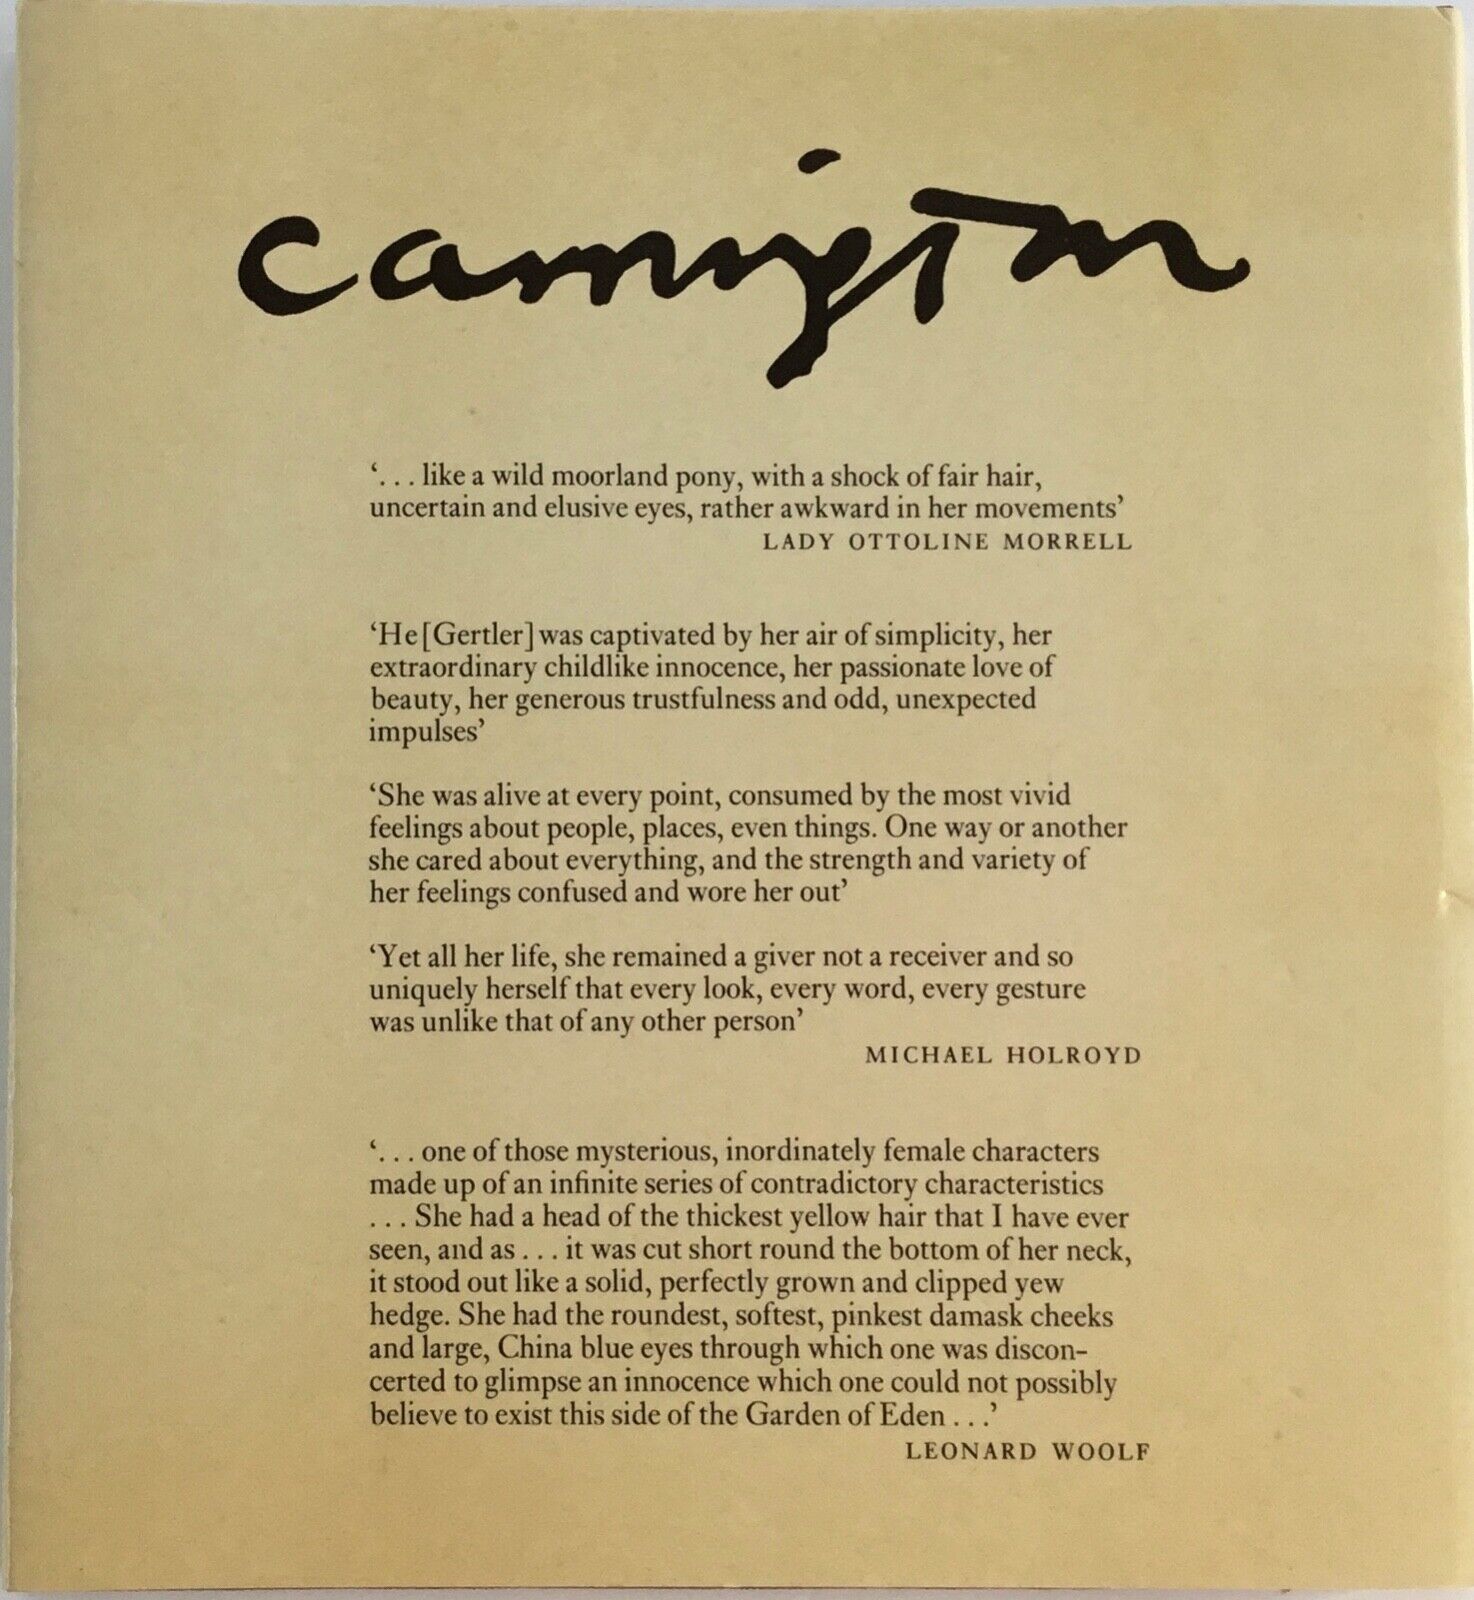 carrington
‘. . . like a wild moorland pony, with a shock of fair hair,
uncertain and elusive eyes, rather awkward in her movements’
LADY OTTOLINE MORRELL
‘He [Gertler] was captivated by her air of simplicity, her
extraordinary childlike innocence, her passionate love of
beauty, her generous trustfulness and odd, unexpected
impulses’
‘She was alive at every point, consumed by the most vivid
feelings about people, places, even things. One way or another
she cared about everything, and the strength and variety of
her feelings confused and wore her out’
‘Yet all her life, she remained a giver not a receiver and so
uniquely herself that every look, every word, every gesture
was unlike that of any other person’
MICHAEL HOLROYD
‘. . . one of those mysterious, inordinately female characters
made up of an infinite series of contradictory characteristics
. . . She had a head of the thickest yellow hair that I have ever
seen, and as . . . it was cut short round the bottom of her neck,
it stood out like a solid, perfectly grown and clipped yew
hedge. She had the roundest, softest, pinkest damask cheeks
and large, China blue eyes through which one was discon-
certed to glimpse an innocence which one could not possibly
believe to exist this side of the Garden of Eden . . .’
LEONARD WOOLF